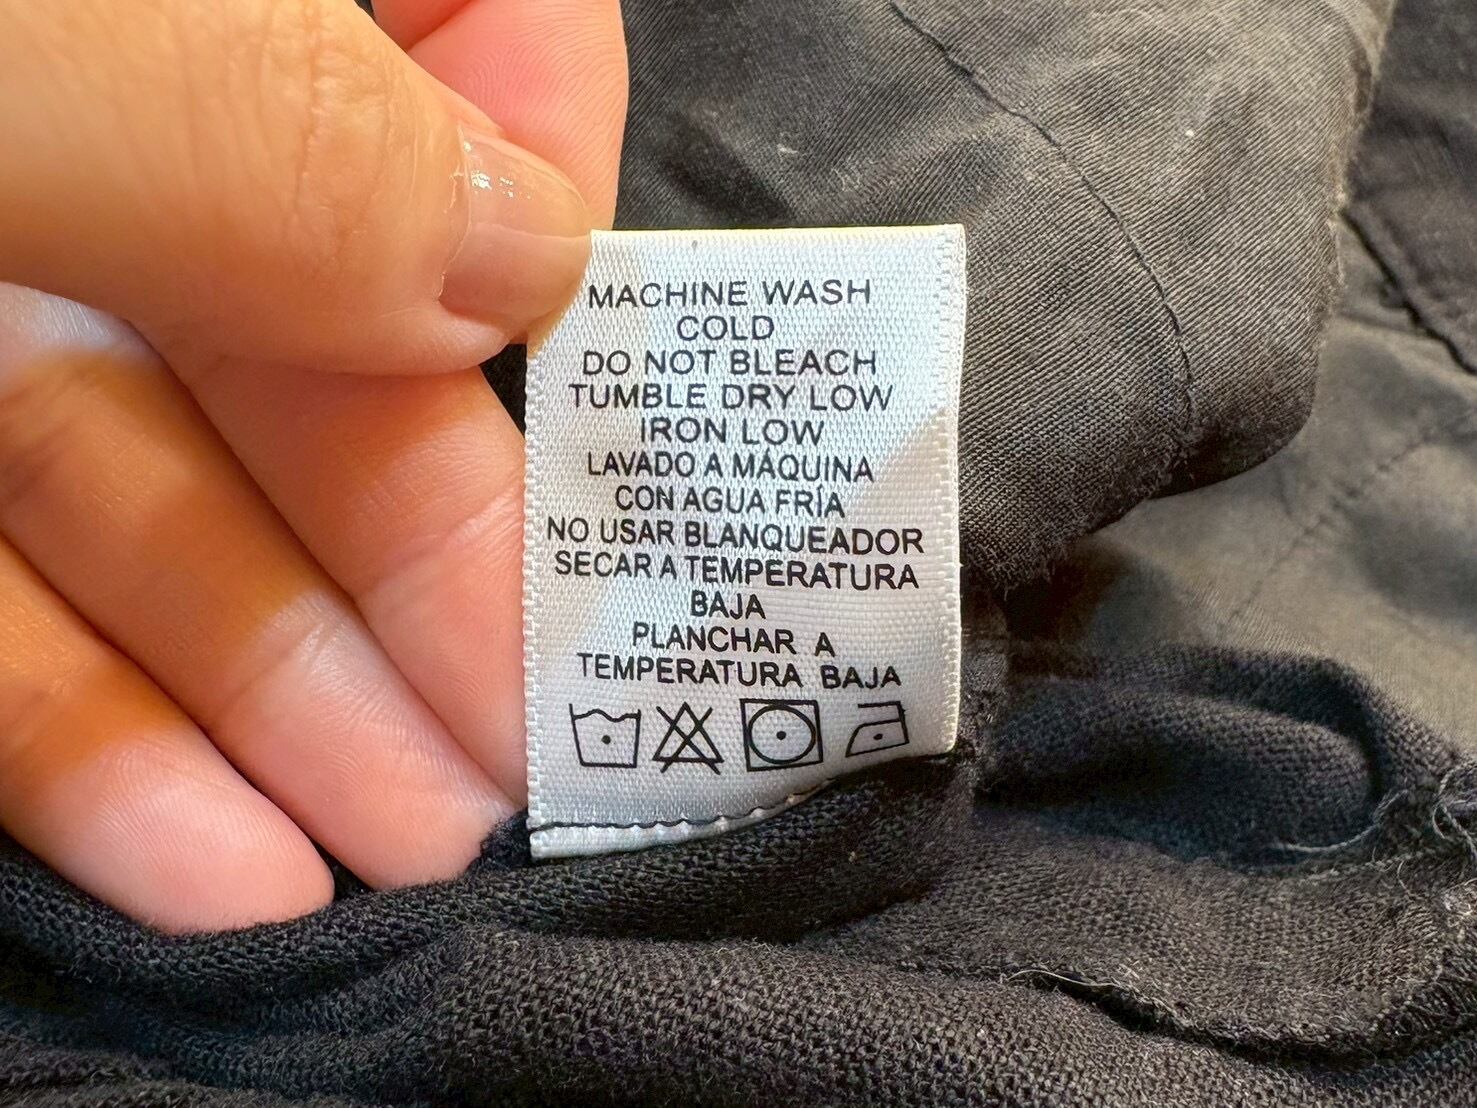 MACHINE WASH
COLD
DO NOT BLEACH
TUMBLE DRY LOW
IRON LOW
LAVADO A MÁQUINA
CON AGUA FRÍA
NO USAR BLANQUEADOR
SECAR A TEMPERATURA
BAJA
PLANCHAR A
TEMPERATURA BAJA